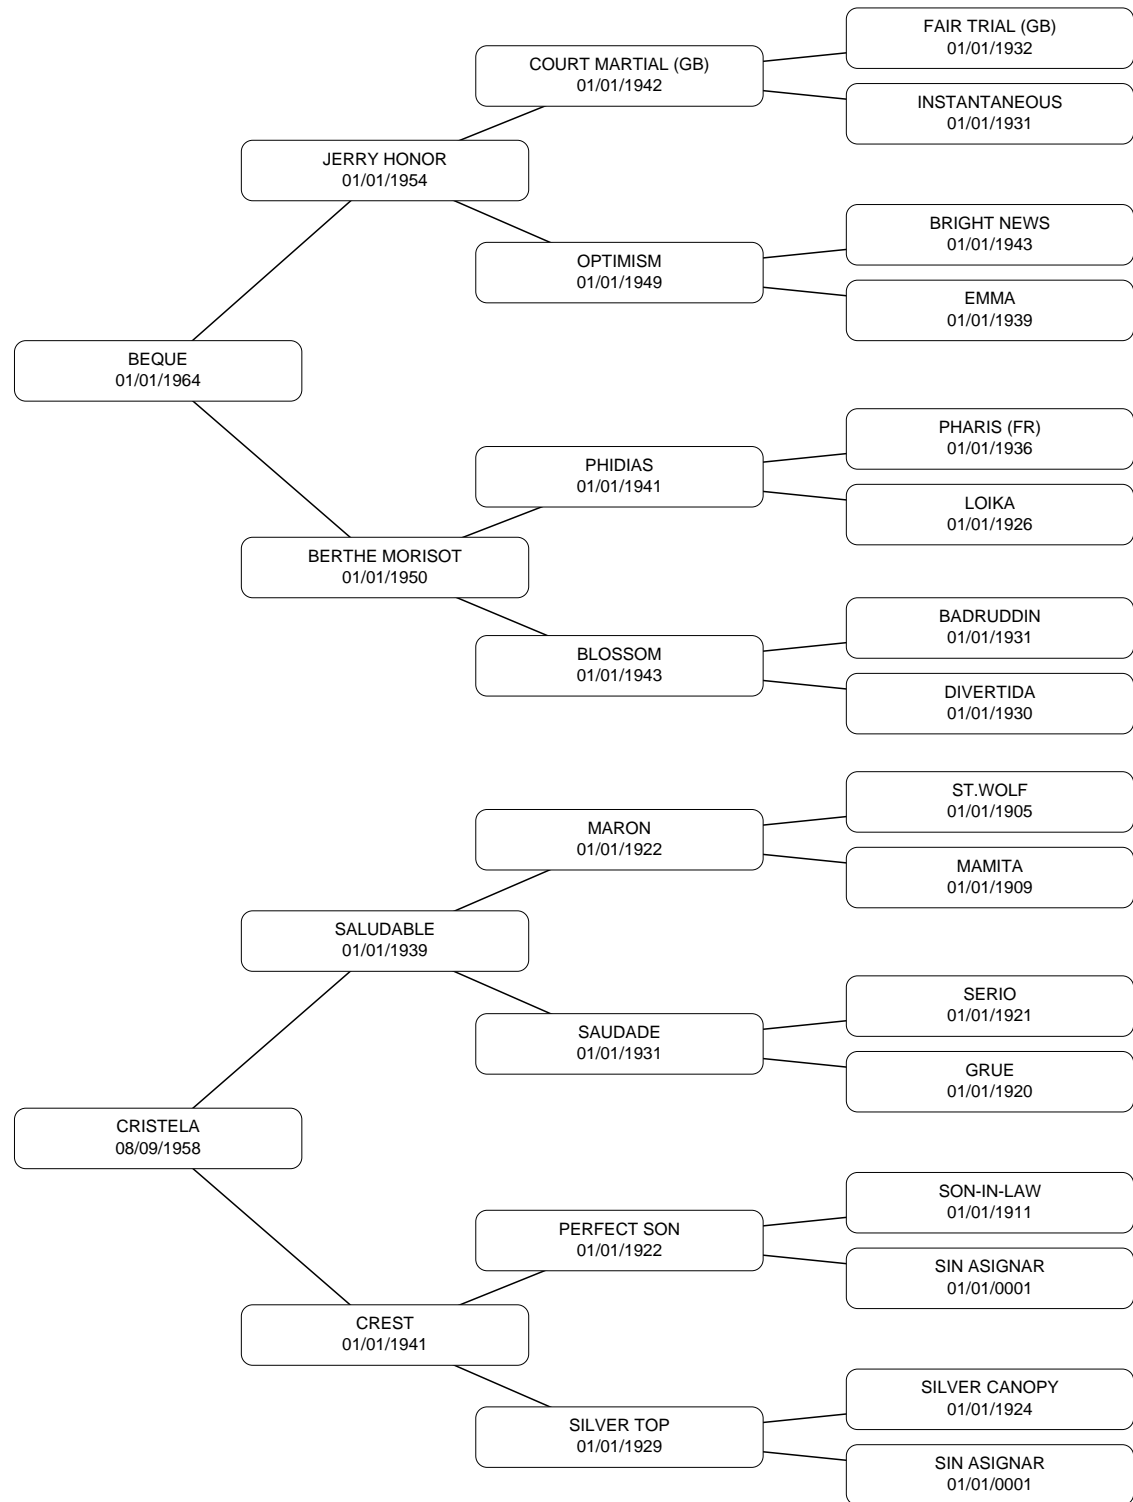 FAIR TRIAL (GB)
01/01/1932
COURT MARTIAL (GB)
01/01/1942
INSTANTANEOUS
01/01/1931
JERRY HONOR
01/01/1954
BRIGHT NEWS
01/01/1943
OPTIMISM
01/01/1949
EMMA
01/01/1939
BEQUE
01/01/1964
PHARIS (FR)
01/01/1936
PHIDIAS
01/01/1941
LOIKA
01/01/1926
BERTHE MORISOT
01/01/1950
BADRUDDIN
01/01/1931
BLOSSOM
01/01/1943
DIVERTIDA
01/01/1930
ST.WOLF
01/01/1905
MARON
01/01/1922
MAMITA
01/01/1909
SALUDABLE
01/01/1939
SERIO
01/01/1921
SAUDADE
01/01/1931
GRUE
01/01/1920
CRISTELA
08/09/1958
SON-IN-LAW
01/01/1911
PERFECT SON
01/01/1922
SIN ASIGNAR
01/01/0001
CREST
01/01/1941
SILVER CANOPY
01/01/1924
SILVER TOP
01/01/1929
SIN ASIGNAR
01/01/0001